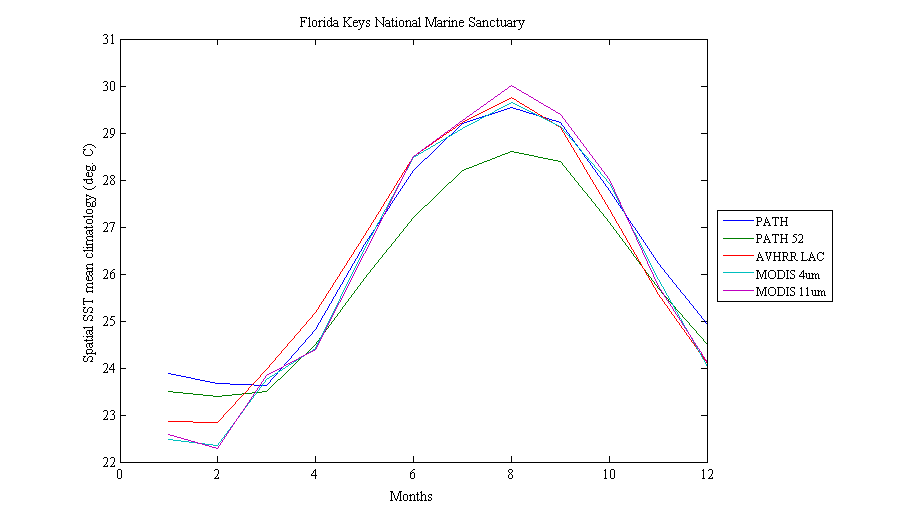 Florida Keys National Marine Sanctuary
31
30
29
28
27
26
25
24
23
22
Spatial SST mean climatology (deg. C)
0 2 4 6 8 10 12
Months
PATH
PATH 52
AVHRR LAC
MODIS 4um
MODIS 11um